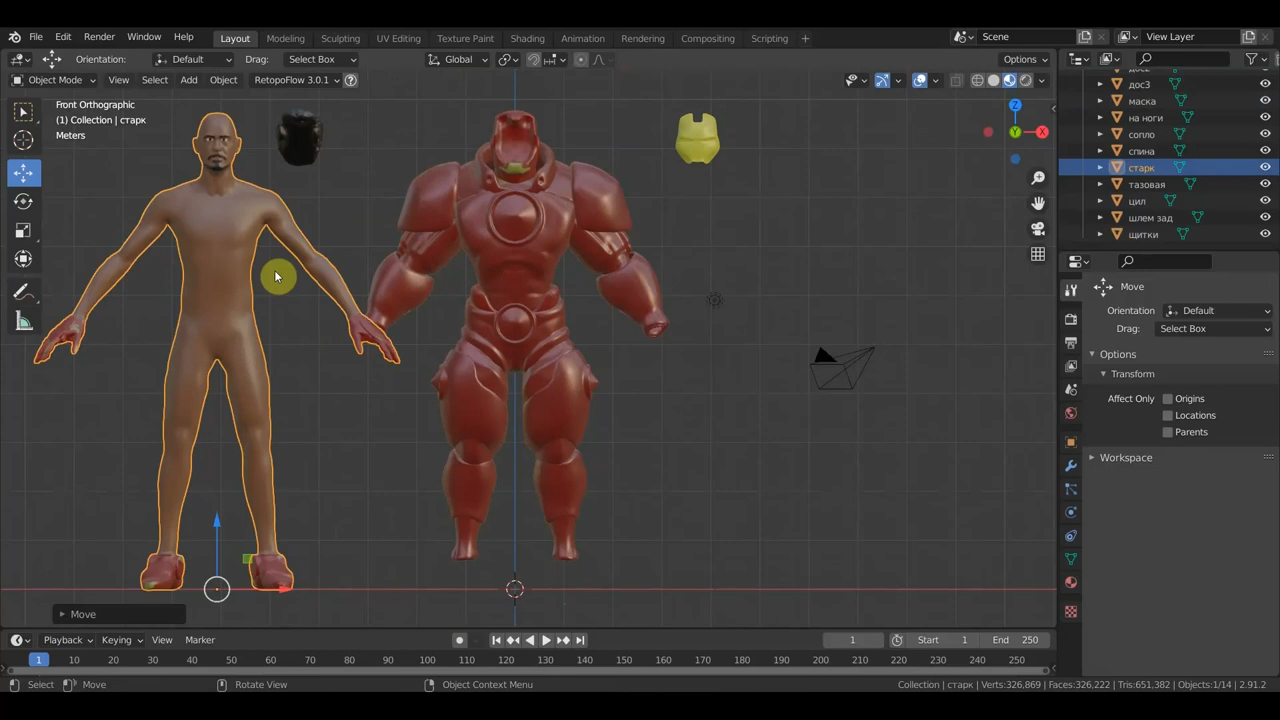 File Edit Render Window Help Layout Modeling Sculpting UV Editing Texture Paint Shading Animation Rendering Compositing Scripting + Scene View Layer
Orientation: Default Drag: Select Box Global Options
Object Mode View Select Add Object RetopoFlow 3.0.1
Front Orthographic
(1) Collection | старк
Meters
Z
Y
X
дос3
маска
на ноги
сопло
спина
старк
тазовая
цил
шлем зад
щитки
Move
Orientation Default
Drag: Select Box
Options
Transform
Affect Only Origins
Locations
Parents
Workspace
Move
Playback Keying View Marker 1 Start 1 End 250
1 10 20 30 40 50 60 70 80 90 100 110 120 130 140 150 160 170 180 190 200 210 220 230 240 250
Select Move Rotate View Object Context Menu Collection | старк | Verts:326,869 | Faces:326,222 | Tris:651,382 | Objects:1/14 | 2.91.2